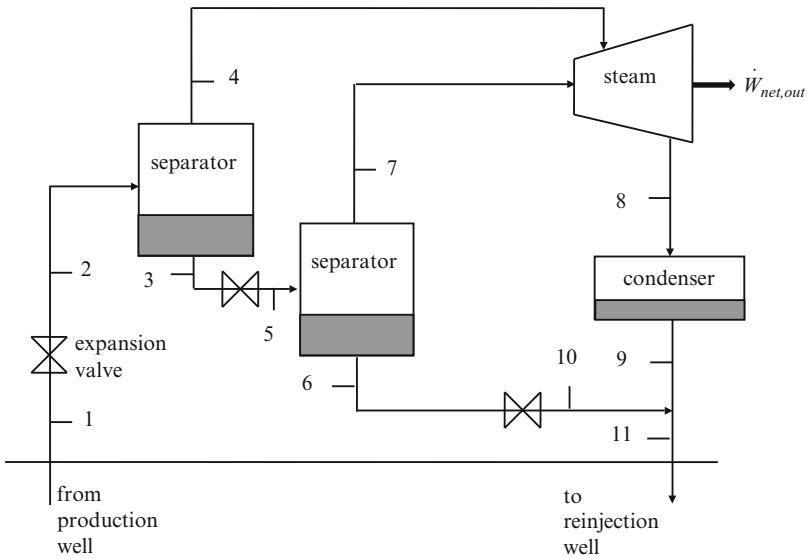 4
steam
Ẇnet,out
separator
7
8
2
3
separator
condenser
5
expansion
valve
6
10
9
1
11
from
production
well
to
reinjection
well